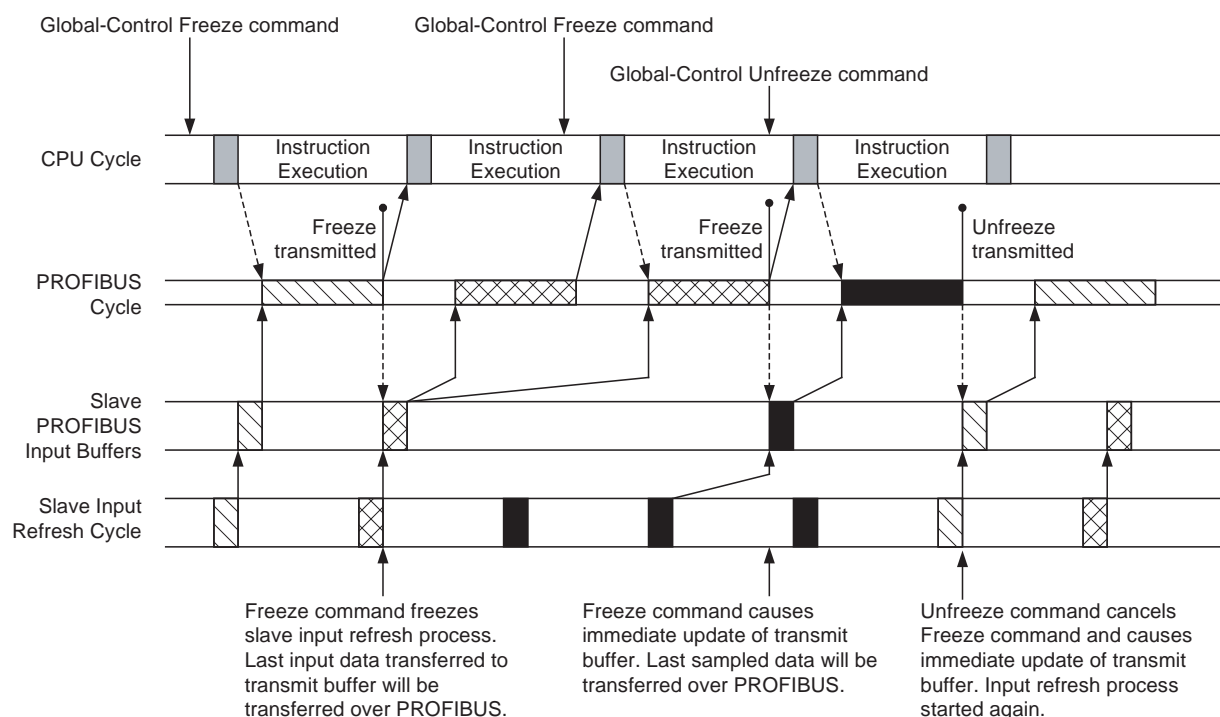 Global-Control Freeze command
Global-Control Freeze command
Global-Control Unfreeze command
CPU Cycle
Instruction
Execution
Instruction
Execution
Instruction
Execution
Instruction
Execution
Freeze
transmitted
Freeze
transmitted
Unfreeze
transmitted
PROFIBUS
Cycle
Slave
PROFIBUS
Input Buffers
Slave Input
Refresh Cycle
Freeze command freezes
slave input refresh process.
Last input data transferred to
transmit buffer will be
transferred over PROFIBUS.
Freeze command causes
immediate update of transmit
buffer. Last sampled data will be
transferred over PROFIBUS.
Unfreeze command cancels
Freeze command and causes
immediate update of transmit
buffer. Input refresh process
started again.